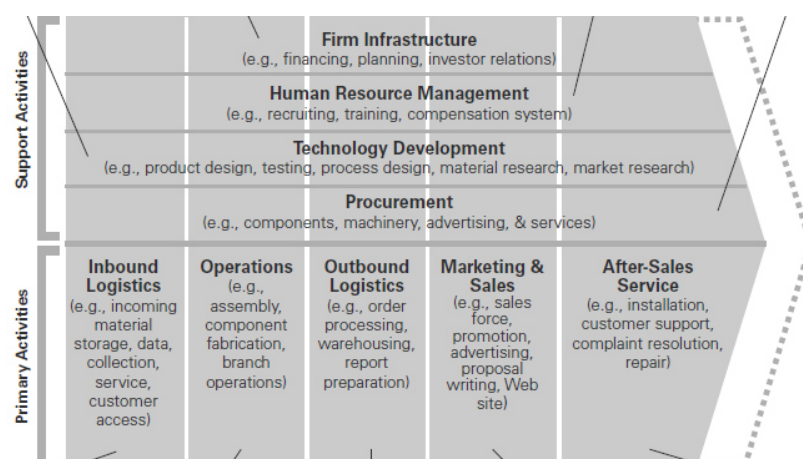 Support Activities
Firm Infrastructure
(e.g., financing, planning, investor relations)
Human Resource Management
(e.g., recruiting, training, compensation system)
Technology Development
(e.g., product design, testing, process design, material research, market research)
Procurement
(e.g., components, machinery, advertising, & services)
Primary Activities
Inbound
Logistics
(e.g., incoming
material
storage, data,
collection,
service,
customer
access)
Operations
(e.g.,
assembly,
component
fabrication,
branch
operations)
Outbound
Logistics
(e.g., order
processing,
warehousing,
report
preparation)
Marketing &
Sales
(e.g., sales
force,
promotion,
advertising,
proposal
writing, Web
site)
After-Sales
Service
(e.g., installation,
customer support,
complaint resolution,
repair)